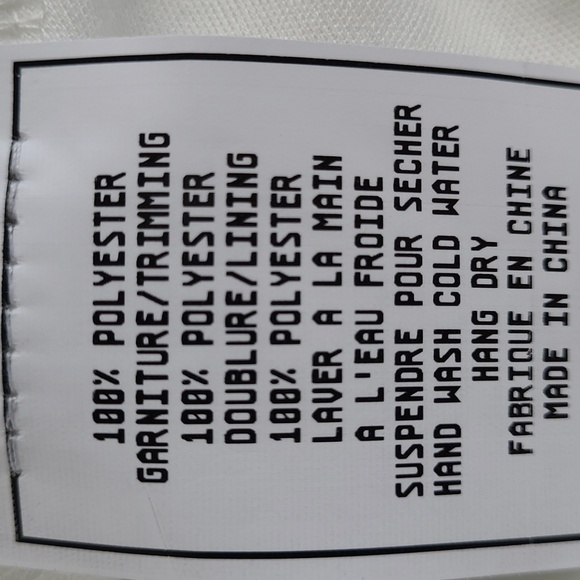 100% POLYESTER
GARNITURE/TRIMMING
100% POLYESTER
DOUBLURE/LINING
100% POLYESTER
LAVER A LA MAIN
A L'EAU FROIDE
SUSPENDRE POUR SECHER
HAND WASH COLD WATER
HANG DRY
FABRIQUE EN CHINE
MADE IN CHINA